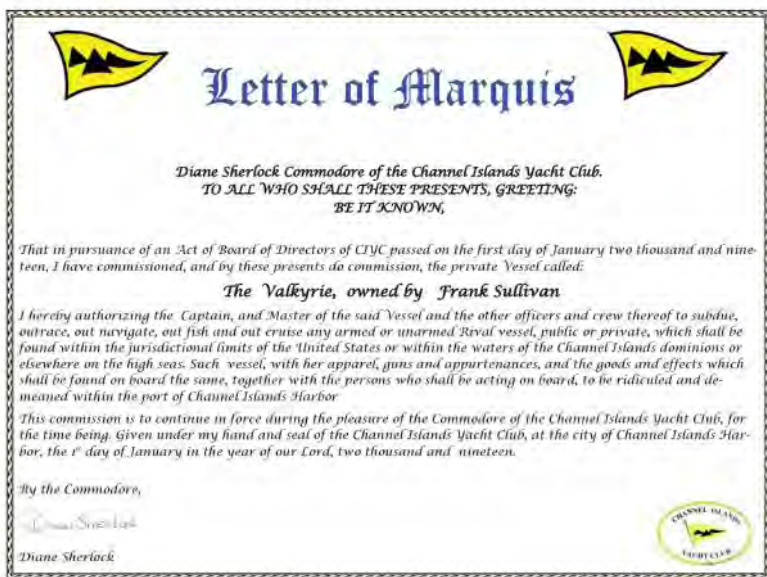 Letter of Marquis
Diane Sherlock Commodore of the Channel Islands Yacht Club.
TO ALL WHO SHALL THESE PRESENTS, GREETING:
BE IT KNOWN,
That in pursuance of an Act of Board of Directors of CIYC passed on the first day of January two thousand and nine-
teen, I have commissioned, and by these presents do commission, the private Vessel called:
The Valkyrie, owned by Frank Sullivan
I hereby authorizing the Captain, and Master of the said Vessel and the other officers and crew thereof to subdue,
outrace, out navigate, out fish and out cruise any armed or unarmed Rival vessel, public or private, which shall be
found within the jurisdictional limits of the United States or within the waters of the Channel Islands dominions or
elsewhere on the high seas. Such vessel, with her apparel, guns and appurtenances, and the goods and effects which
shall be found on board the same, together with the persons who shall be acting on board, to be ridiculed and de-
meaned within the port of Channel Islands Harbor
This commission is to continue in force during the pleasure of the Commodore of the Channel Islands Yacht Club, for
the time being. Given under my hand and seal of the Channel Islands Yacht Club, at the city of Channel Islands Har-
bor, the 1st day of January in the year of our Lord, two thousand and nineteen.
By the Commodore,
Diane Sherlock
Diane Sherlock
CHANNEL ISLANDS
YACHT CLUB